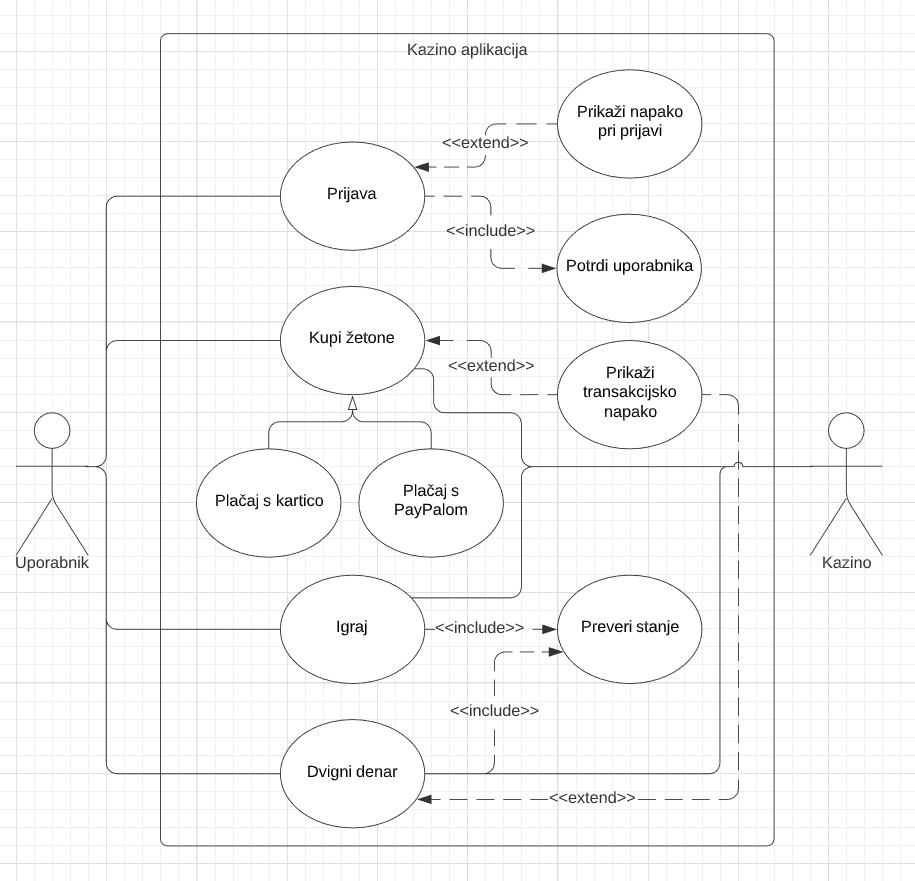 Kazino aplikacija
Prikaži napako
pri prijavi
<<extend>>
Prijava
<<include>>
Potrdi uporabnika
Kupi žetone
<<extend>>
Prikaži
transakcijsko
napako
Plačaj s kartico
Plačaj s
PayPalom
Uporabnik
Kazino
Igraj
<<include>>
Preveri stanje
<<include>>
Dvigni denar
<<extend>>